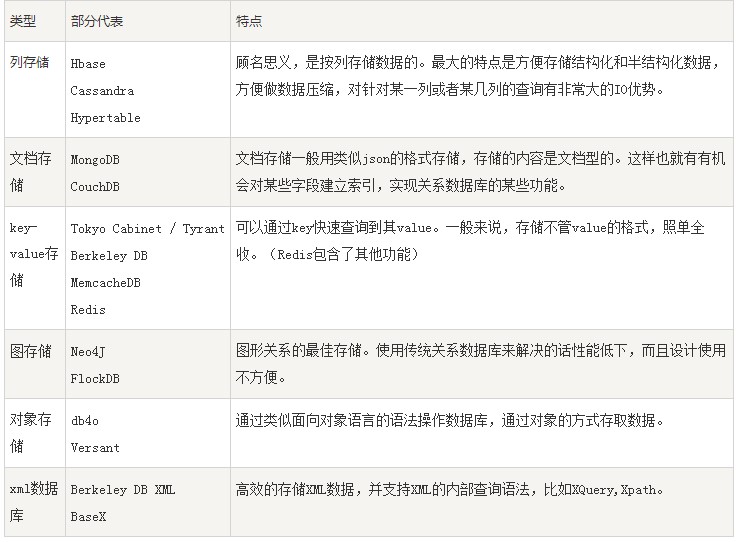 类型 部分代表 特点
列存储
Hbase
Cassandra
Hypertable
顾名思义，是按列存储数据的。最大的特点是方便存储结构化和半结构化数据，
方便做数据压缩，对针对某一列或者某几列的查询有非常大的IO优势。
文档存
储
MongoDB
CouchDB
文档存储一般用类似json的格式存储，存储的内容是文档型的。这样也就有有机
会对某些字段建立索引，实现关系数据库的某些功能。
key-
value存
储
Tokyo Cabinet / Tyrant
Berkeley DB
MemcacheDB
Redis
可以通过key快速查询到其value。一般来说，存储不管value的格式，照单全
收。（Redis包含了其他功能）
图存储
Neo4J
FlockDB
图形关系的最佳存储。使用传统关系数据库来解决的话性能低下，而且设计使用
不方便。
对象存
储
db4o
Versant
通过类似面向对象语言的语法操作数据库，通过对象的方式存取数据。
xml数据
库
Berkeley DB XML
BaseX
高效的存储XML数据，并支持XML的内部查询语法，比如XQuery,Xpath。